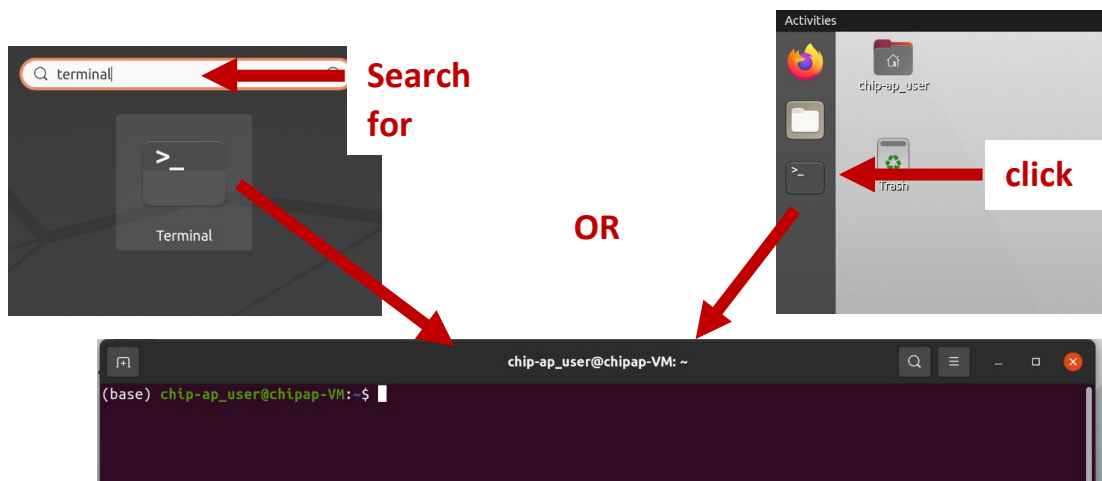 Activities
terminal
Search
for
>_
Terminal
OR
chip-ap_user
>_
Trash
click
chip-ap_user@chipap-VM: ~
(base) chip-ap_user@chipap-VM:~$